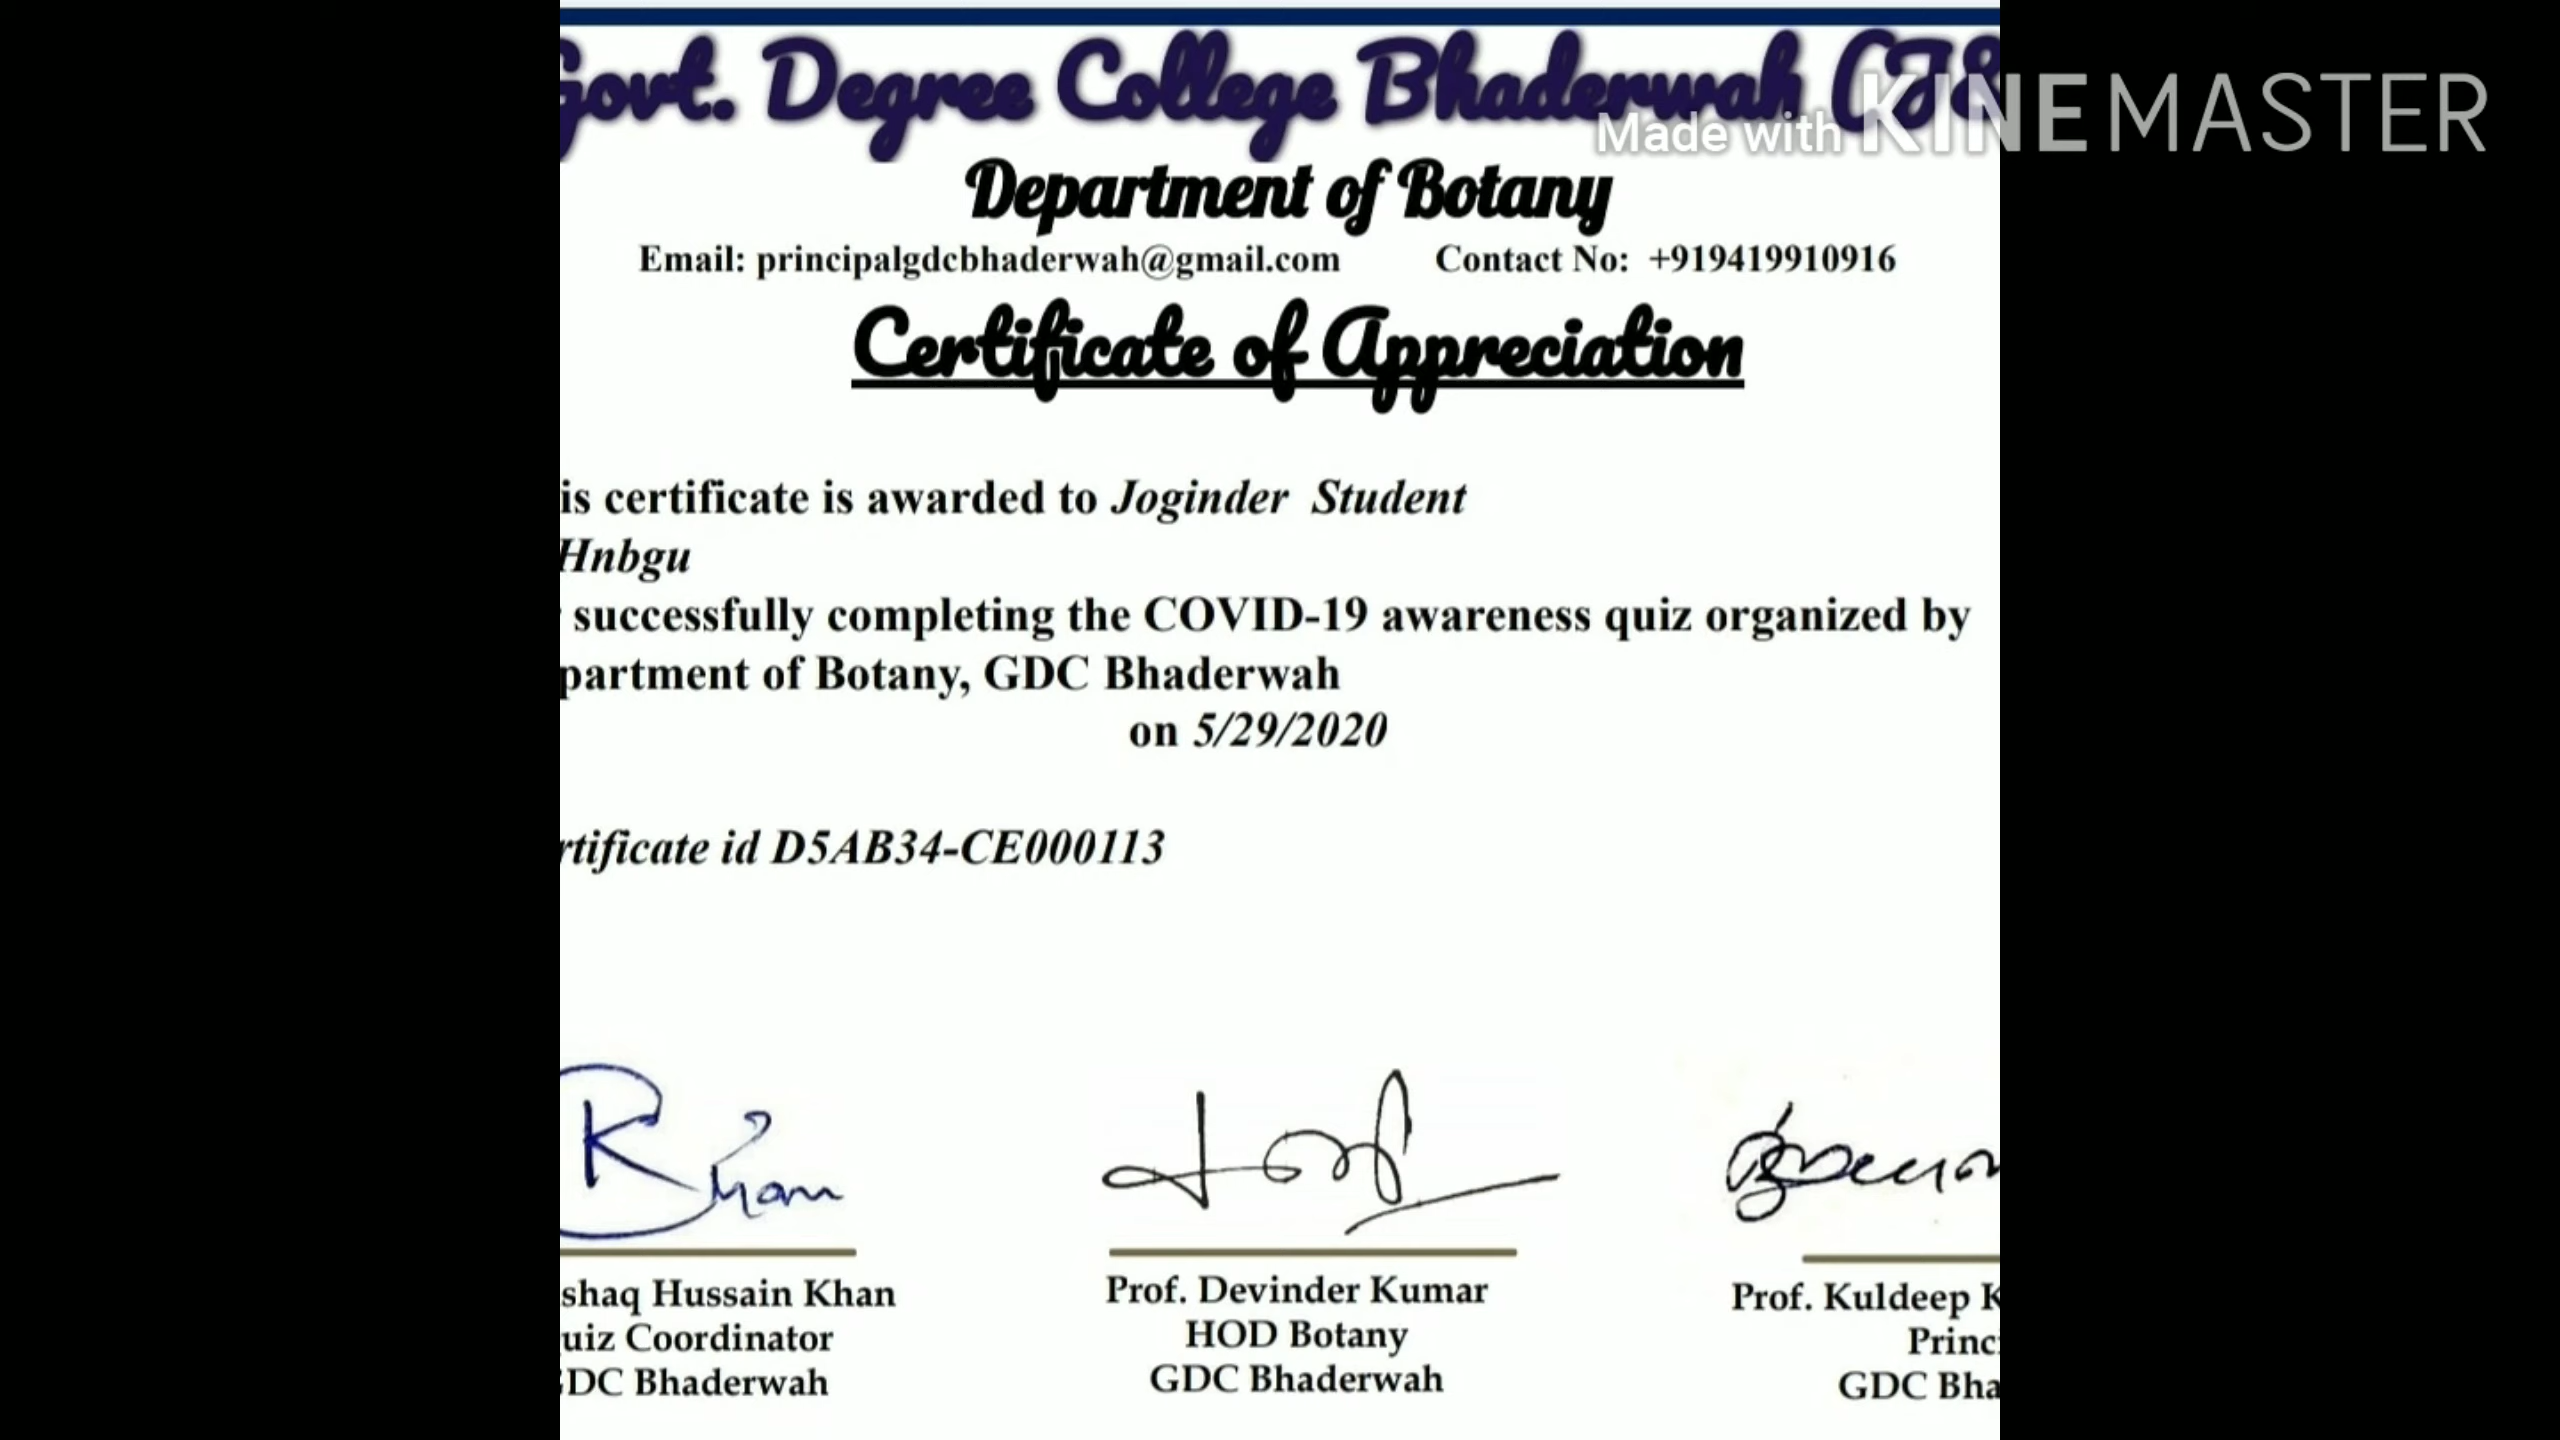 Govt. Degree College Bhaderwah (J&
Made with KINEMASTER
Department of Botany
Email: principalgdcbhaderwah@gmail.com Contact No: +919419910916
Certificate of Appreciation
is certificate is awarded to Joginder Student
Hnbgu
successfully completing the COVID-19 awareness quiz organized by
partment of Botany, GDC Bhaderwah
on 5/29/2020
rtificate id D5AB34-CE000113
Khan
shaq Hussain Khan Prof. Devinder Kumar Prof. Kuldeep K
uiz Coordinator HOD Botany Princi
DC Bhaderwah GDC Bhaderwah GDC Bha